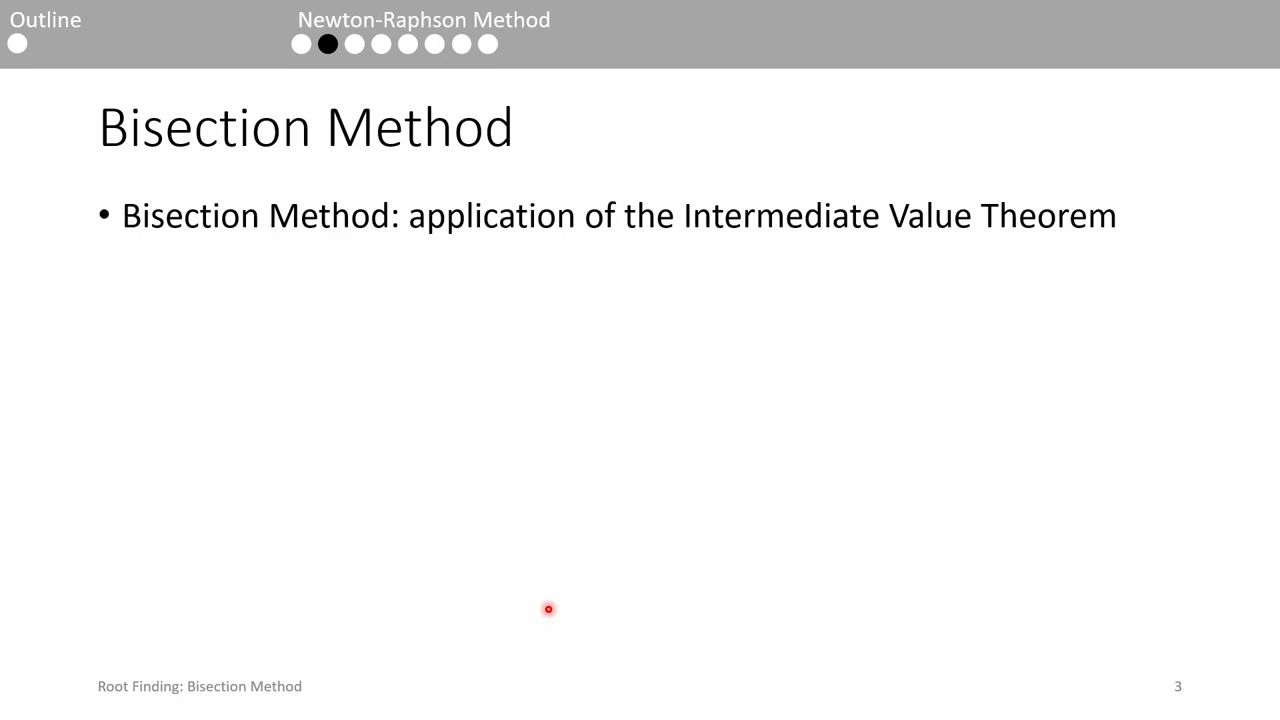 Outline
Newton-Raphson Method
Bisection Method
• Bisection Method: application of the Intermediate Value Theorem
Root Finding: Bisection Method
3